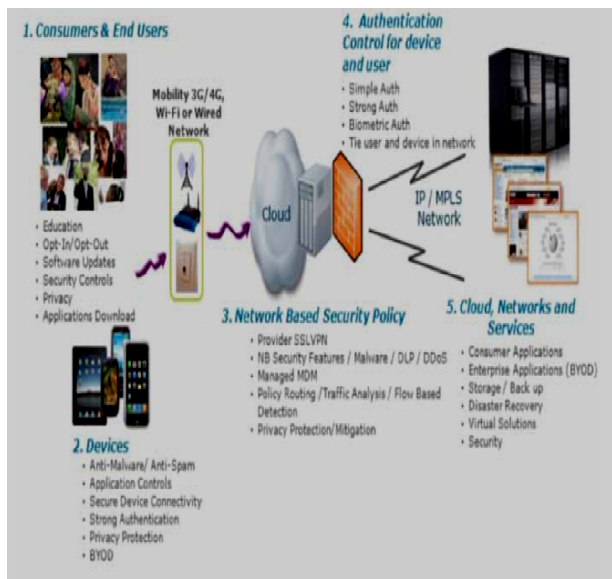 1. Consumers & End Users
Mobility 3G/4G,
Wi-Fi or Wired
Network
• Education
• Opt-In/Opt-Out
• Software Updates
• Security Controls
• Privacy
• Applications Download
2. Devices
• Anti-Malware/ Anti-Spam
• Application Controls
• Secure Device Connectivity
• Strong Authentication
• Privacy Protection
• BYOD
Cloud
3. Network Based Security Policy
• Provider SSLVPN
• NB Security Features / Malware / DLP / DDoS
• Managed MDM
• Policy Routing /Traffic Analysis / Flow Based
Detection
• Privacy Protection/Mitigation
4. Authentication
Control for device
and user
• Simple Auth
• Strong Auth
• Biometric Auth
• Tie user and device in network
IP / MPLS
Network
5. Cloud, Networks and
Services
• Consumer Applications
• Enterprise Applications (BYOD)
• Storage / Back up
• Disaster Recovery
• Virtual Solutions
• Security